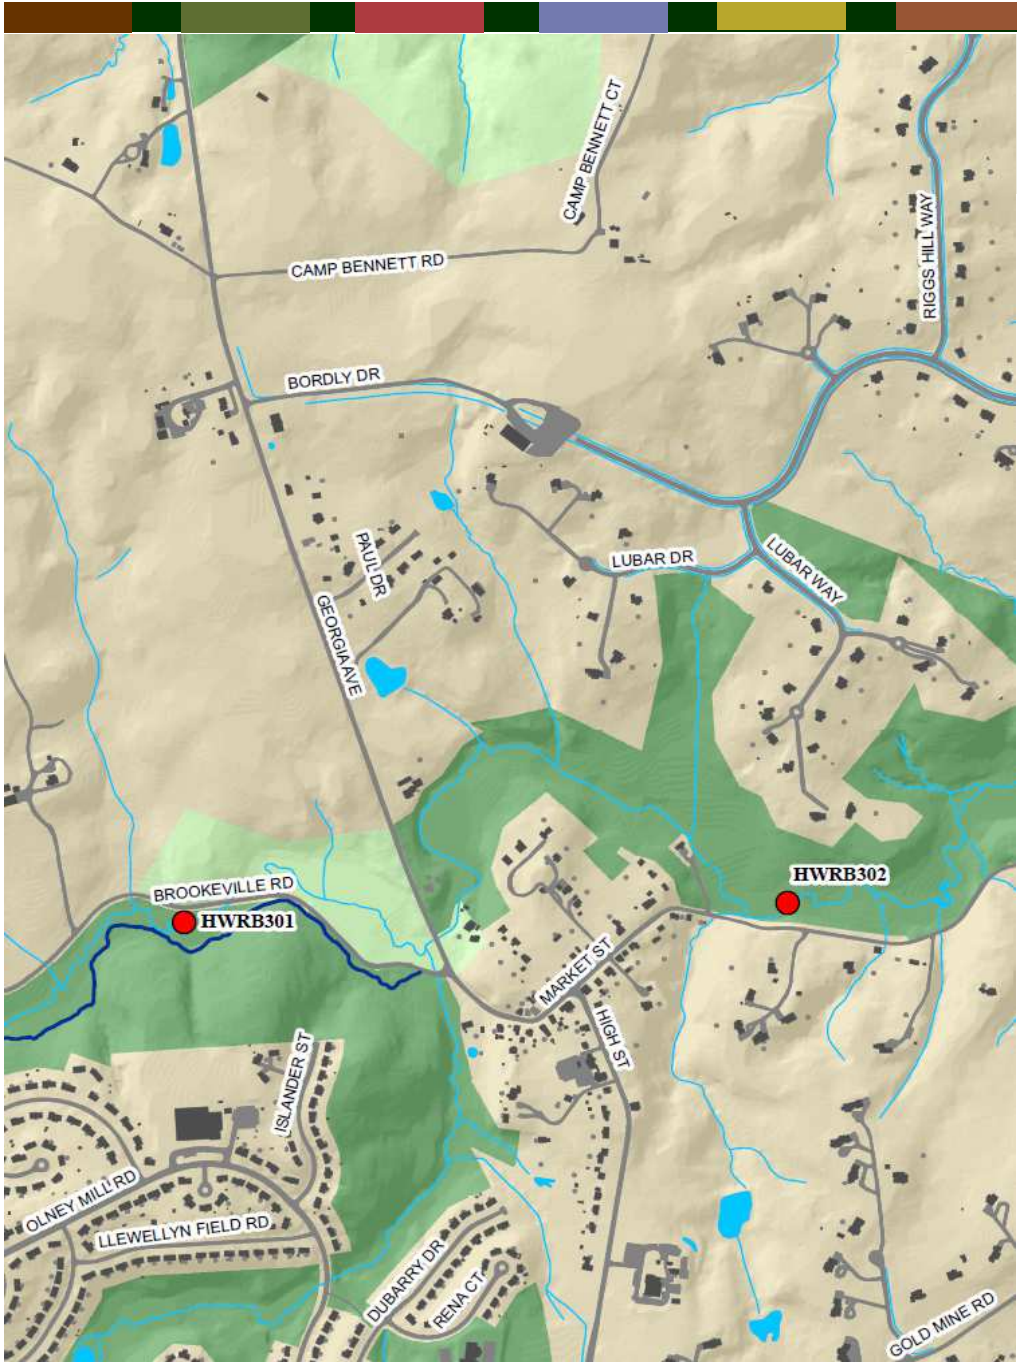 CAMP BENNETT CT
RIGGS HILL WAY
CAMP BENNETT RD
BORDLY DR
PAUL DR
LUBAR DR
LUBAR WAY
GEORGIA AVE
HWRB302
BROOKEVILLE RD
HWRB301
MARKET ST
HIGH ST
ISLANDER ST
OLNEY MILL RD
LLEWELLYN FIELD RD
DUBARRY DR
RENA CT
GOLD MINE RD